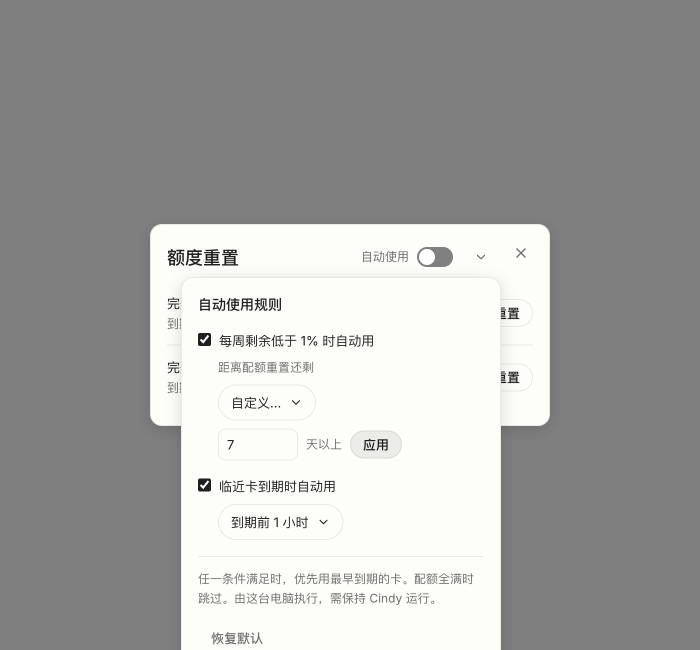 额度重置
自动使用
完
到
重置
自动使用规则
每周剩余低于 1% 时自动用
距离配额重置还剩
自定义...
7
天以上
应用
完
到
重置
临近卡到期时自动用
到期前 1 小时
任一条件满足时，优先用最早到期的卡。配额全满时
跳过。由这台电脑执行，需保持 Cindy 运行。
恢复默认